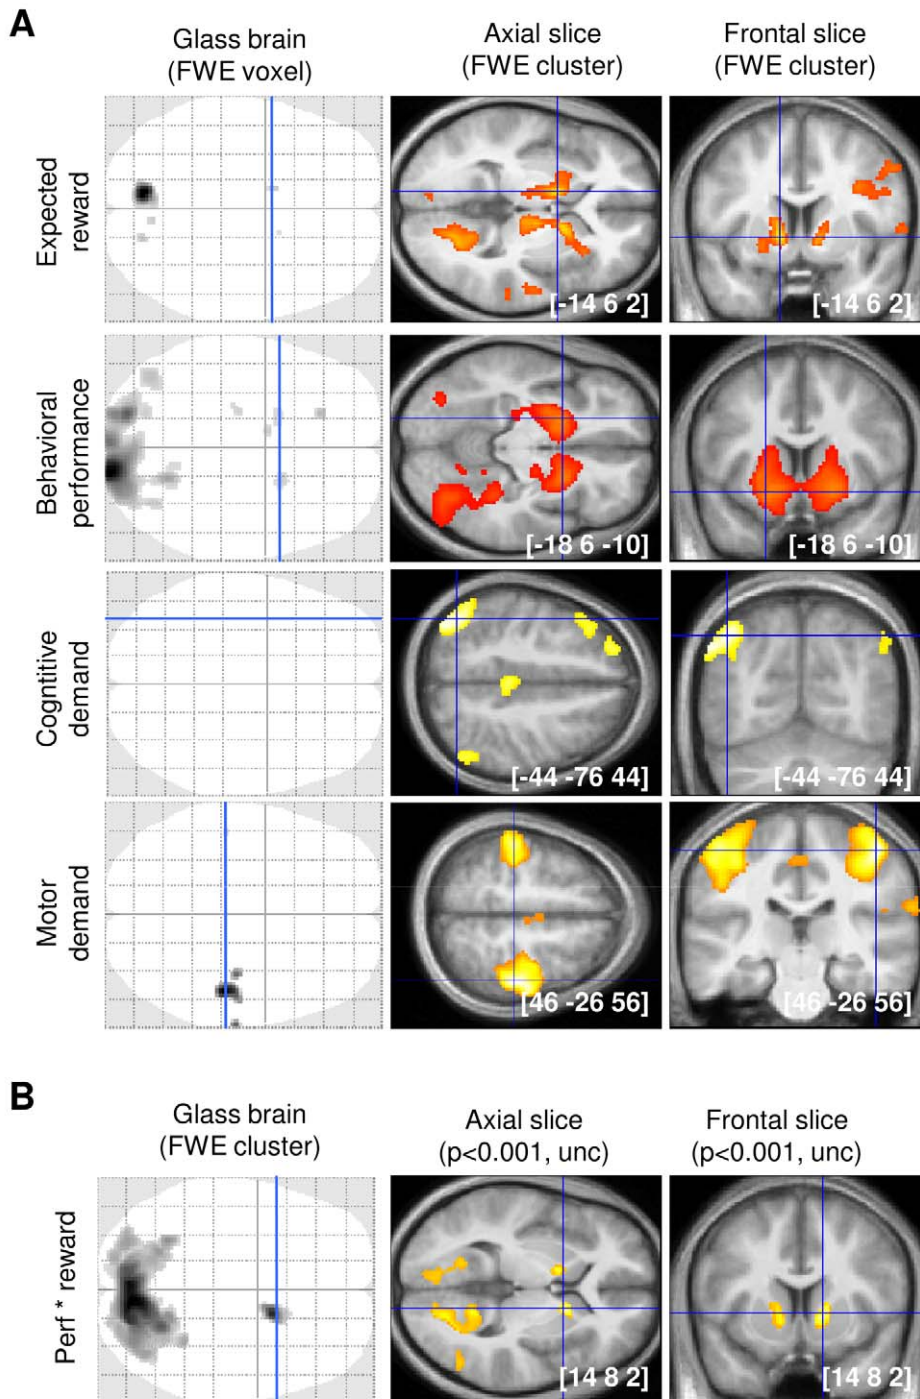 A
Glass brain
(FWE voxel)
Axial slice
(FWE cluster)
Frontal slice
(FWE cluster)
Expected
reward
[-14 6 2]
[-14 6 2]
Behavioral
performance
[-18 6 -10]
[-18 6 -10]
Cogntitive
demand
[-44 -76 44]
[-44 -76 44]
Motor
demand
[46 -26 56]
[46 -26 56]
B
Glass brain
(FWE cluster)
Axial slice
(p<0.001, unc)
Frontal slice
(p<0.001, unc)
Perf * reward
[14 8 2]
[14 8 2]